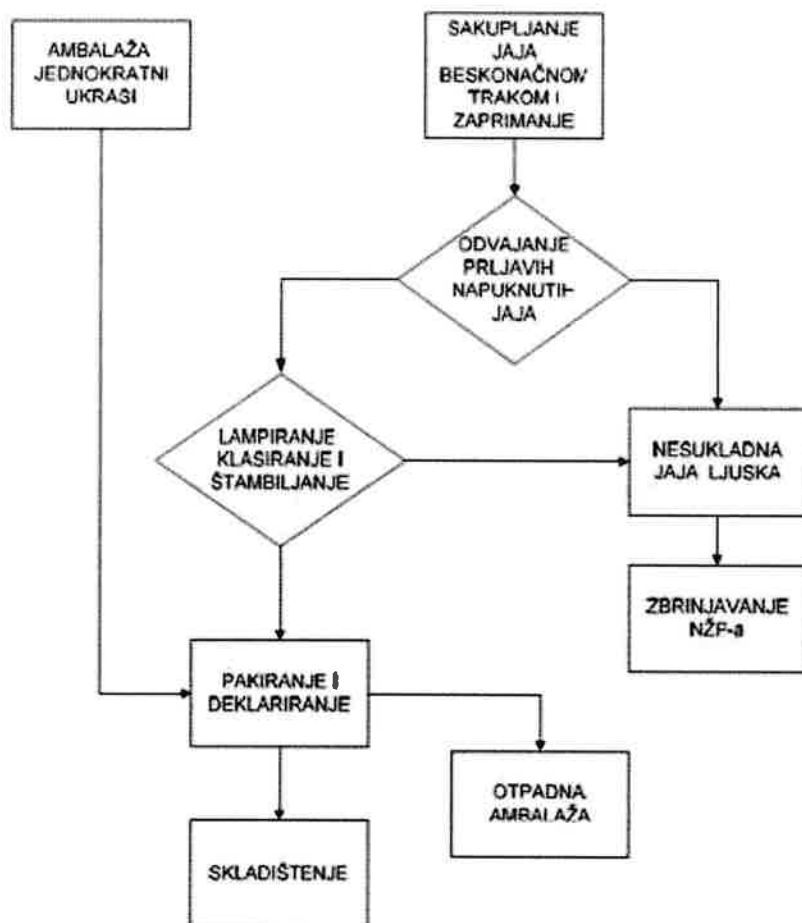 AMBALAŽA
JEDNOKRATNI
UKRASI
SAKUPLJANJE
JAJA
BESKONAČNOM
TRAKOM I
ZAPRIMANJE
ODVAJANJE
PRLJAVIH
NAPUKNUTIH
JAJA
LAMPIRANJE
KLASIRANJE I
ŠTAMBILJANJE
NESUKLADNA
JAJA LJUSKA
ZBRINJAVANJE
NŽP-a
PAKIRANJE I
DEKLARIRANJE
OTPADNA
AMBALAŽA
SKLADIŠTENJE